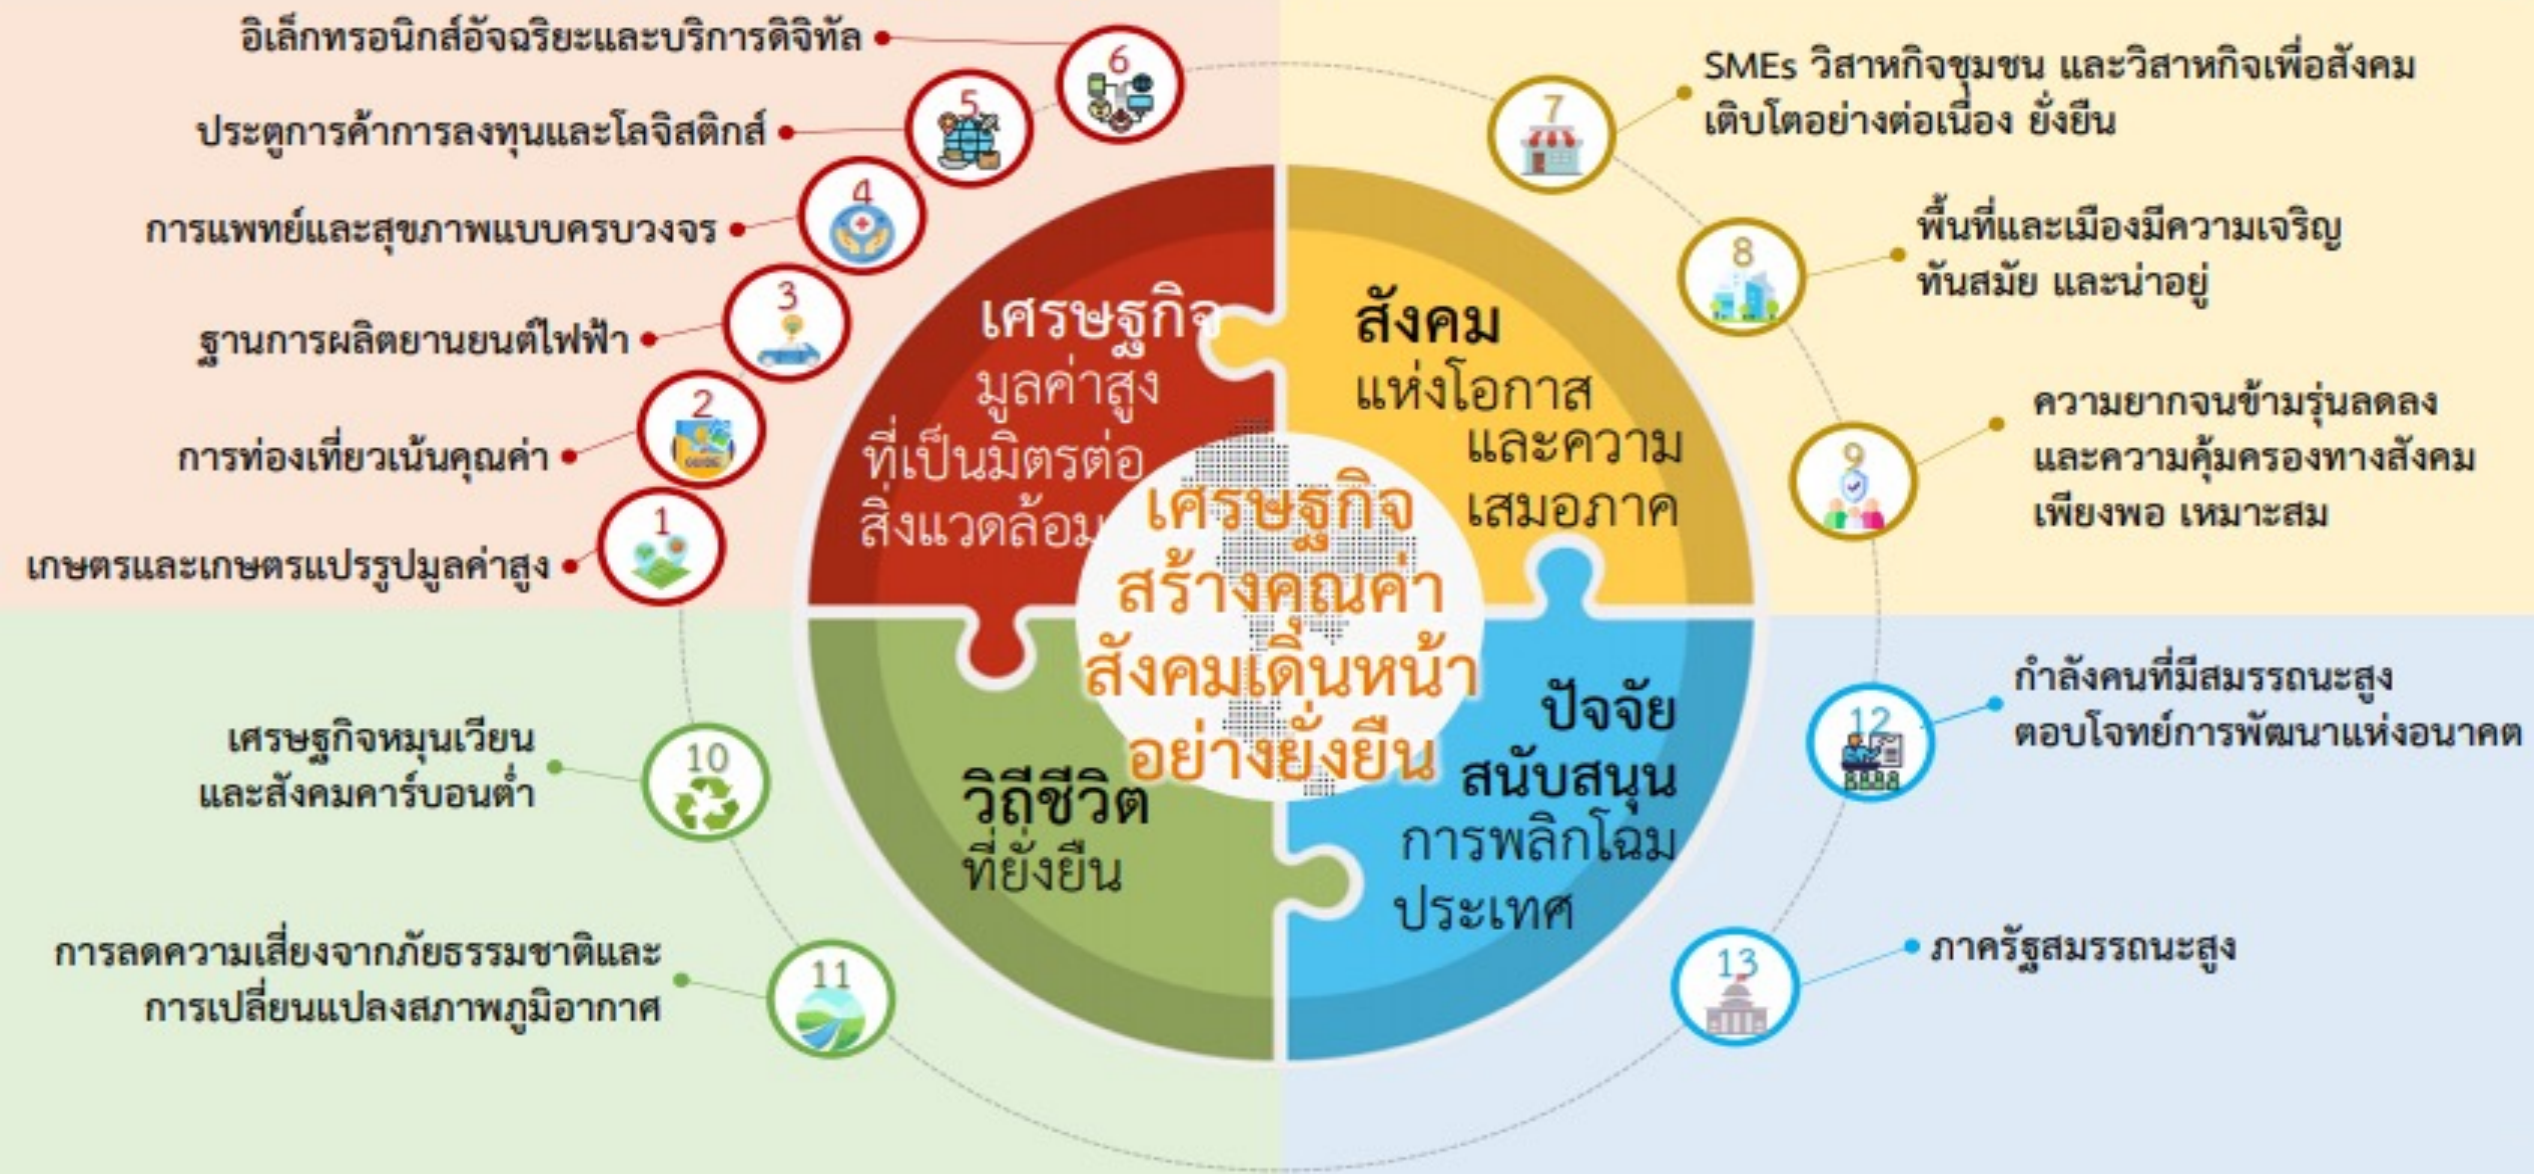 อิเล็กทรอนิกส์อัจฉริยะและบริการดิจิทัล
6
ประตูการค้าการลงทุนและโลจิสติกส์
5
การแพทย์และสุขภาพแบบครบวงจร
4
ฐานการผลิตยานยนต์ไฟฟ้า
3
การท่องเที่ยวเน้นคุณค่า
2
GUIDE
เกษตรและเกษตรแปรรูปมูลค่าสูง
1
7
SMEs วิสาหกิจชุมชน และวิสาหกิจเพื่อสังคม
เติบโตอย่างต่อเนื่อง ยั่งยืน
8
พื้นที่และเมืองมีความเจริญ
ทันสมัย และน่าอยู่
9
ความยากจนข้ามรุ่นลดลง
และความคุ้มครองทางสังคม
เพียงพอ เหมาะสม
เศรษฐกิจ
มูลค่าสูง
ที่เป็นมิตรต่อ
สิ่งแวดล้อม
สังคม
แห่งโอกาส
และความ
เสมอภาค
เศรษฐกิจ
สร้างคุณค่า
สังคมเดินหน้า
อย่างยั่งยืน
วิถีชีวิต
ที่ยั่งยืน
ปัจจัย
สนับสนุน
การพลิกโฉม
ประเทศ
เศรษฐกิจหมุนเวียน
และสังคมคาร์บอนต่ำ
10
การลดความเสี่ยงจากภัยธรรมชาติและ
การเปลี่ยนแปลงสภาพภูมิอากาศ
11
12
กำลังคนที่มีสมรรถนะสูง
ตอบโจทย์การพัฒนาแห่งอนาคต
13
ภาครัฐสมรรถนะสูง